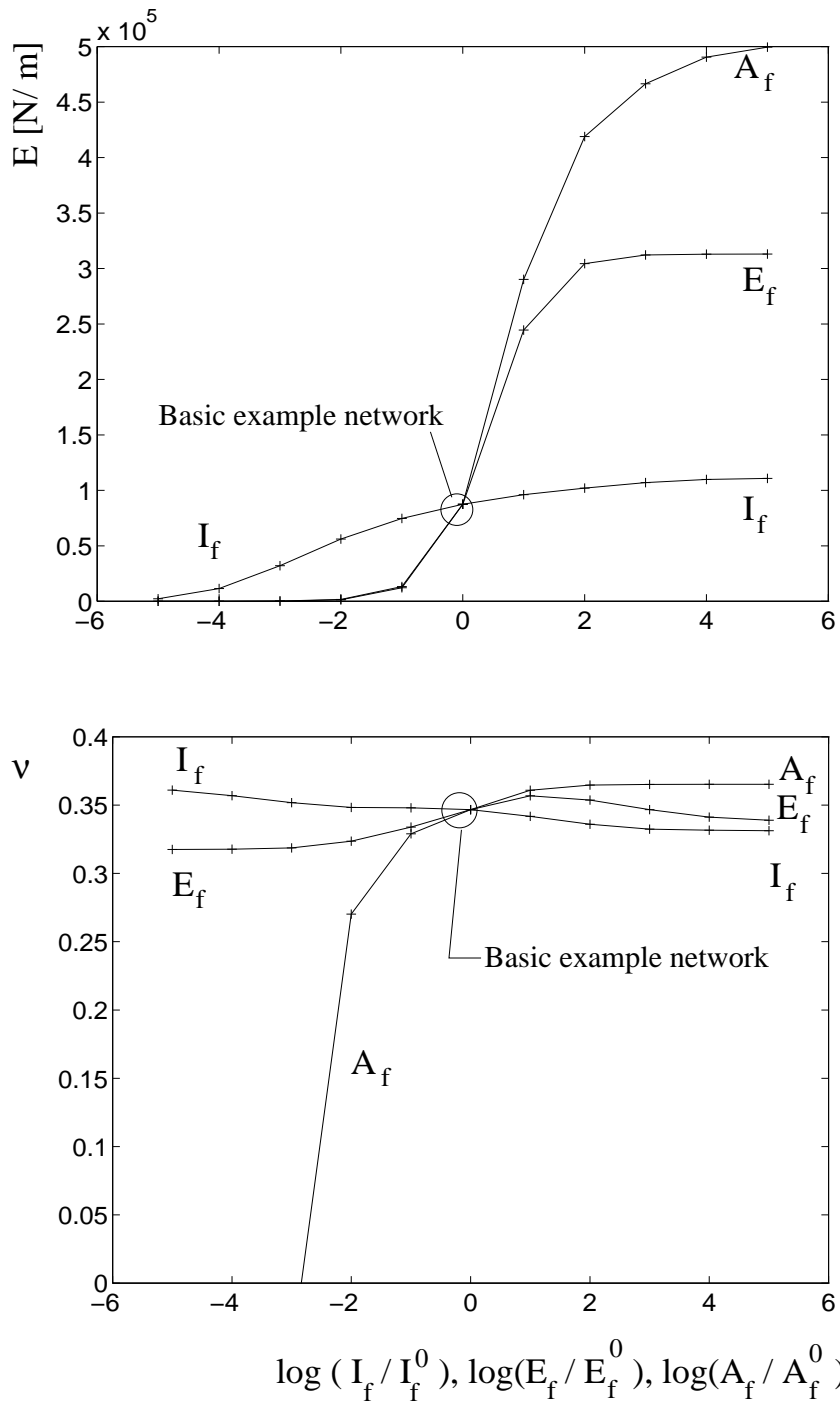 × 10^5
E [N/ m]
5
4.5
4
3.5
3
2.5
2
1.5
1
0.5
0
A_f
E_f
Basic example network
I_f
I_f
−6 −4 −2 0 2 4 6
ν
0.4
0.35
0.3
0.25
0.2
0.15
0.1
0.05
0
I_f
A_f
E_f
E_f
I_f
Basic example network
A_f
−6 −4 −2 0 2 4 6
log ( I_f / I_f^0 ), log(E_f / E_f^0 ), log(A_f / A_f^0 )